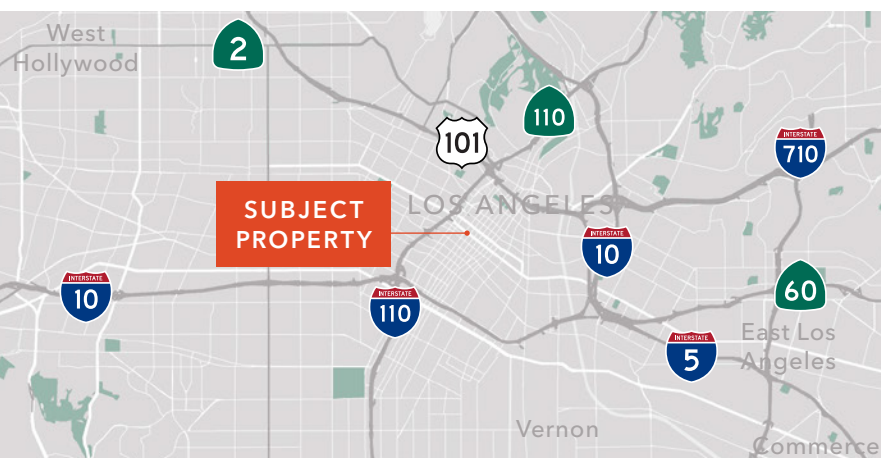 West
Hollywood
2
110
101
INTERSTATE
710
SUBJECT
PROPERTY
LOS ANGELES
INTERSTATE
10
INTERSTATE
10
INTERSTATE
110
60
INTERSTATE
5
East Los
Angeles
Vernon
Commerce